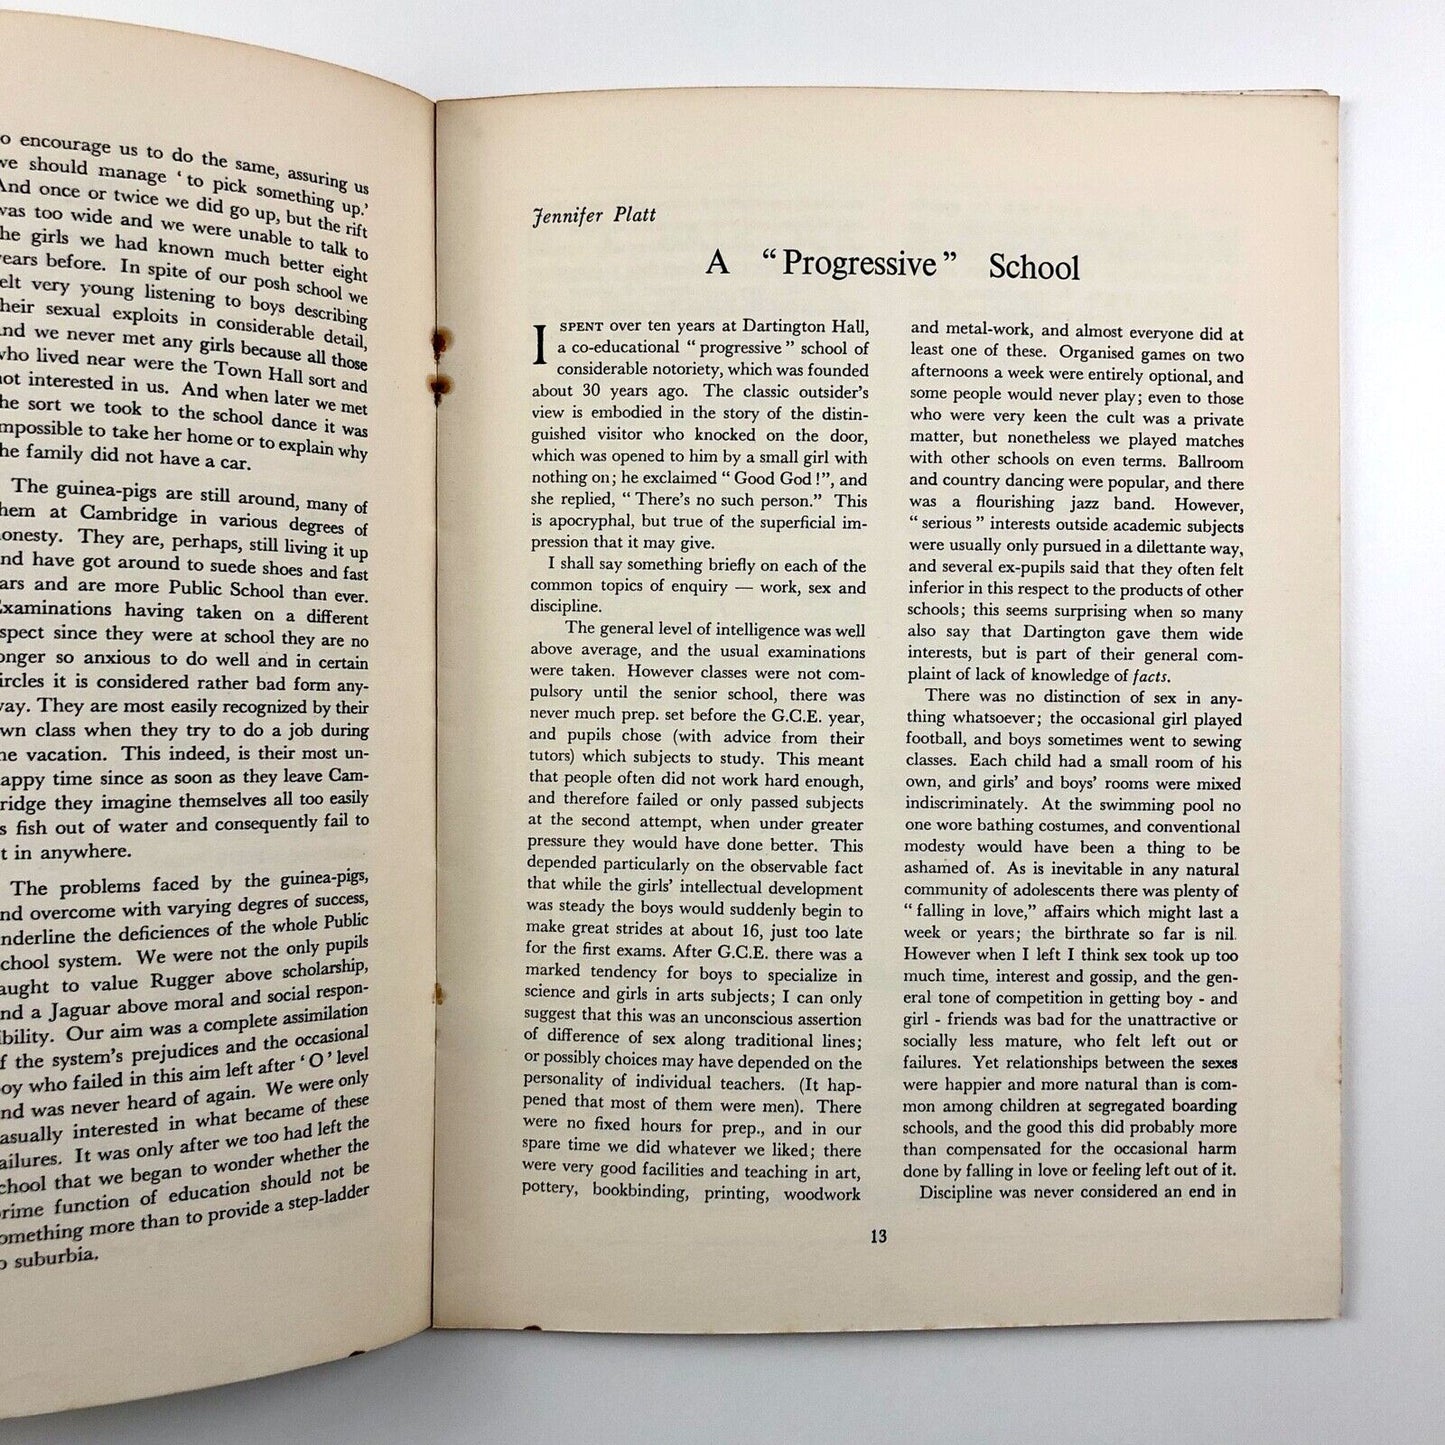 encourage us to do the same, assuring us
we should manage ' to pick something up.'
And once or twice we did go up, but the rift
was too wide and we were unable to talk to
the girls we had known much better eight
years before. In spite of our posh school we
felt very young listening to boys describing
their sexual exploits in considerable detail,
and we never met any girls because all those
who lived near were the Town Hall sort and
not interested in us. And when later we met
the sort we took to the school dance it was
impossible to take her home or to explain why
the family did not have a car.
The guinea-pigs are still around, many of
them at Cambridge in various degrees of
honesty. They are, perhaps, still living it up
and have got around to suede shoes and fast
cars and are more Public School than ever.
Examinations having taken on a different
aspect since they were at school they are no
longer so anxious to do well and in certain
circles it is considered rather bad form any-
way. They are most easily recognized by their
own class when they try to do a job during
the vacation. This indeed, is their most un-
happy time since as soon as they leave Cam-
bridge they imagine themselves all too easily
as fish out of water and consequently fail to
fit in anywhere.
The problems faced by the guinea-pigs,
and overcome with varying degres of success,
underline the deficiences of the whole Public
School system. We were not the only pupils
taught to value Rugger above scholarship,
and a Jaguar above moral and social respon-
sibility. Our aim was a complete assimilation
of the system's prejudices and the occasional
boy who failed in this aim left after ' O ' level
and was never heard of again. We were only
casually interested in what became of these
failures. It was only after we too had left the
school that we began to wonder whether the
prime function of education should not be
something more than to provide a step-ladder
to suburbia.
Jennifer Platt
A “Progressive” School
I SPENT over ten years at Dartington Hall,
a co-educational “ progressive ” school of
considerable notoriety, which was founded
about 30 years ago. The classic outsider's
view is embodied in the story of the distin-
guished visitor who knocked on the door,
which was opened to him by a small girl with
nothing on; he exclaimed “ Good God !”, and
she replied, “ There's no such person.” This
is apocryphal, but true of the superficial im-
pression that it may give.
I shall say something briefly on each of the
common topics of enquiry — work, sex and
discipline.
The general level of intelligence was well
above average, and the usual examinations
were taken. However classes were not com-
pulsory until the senior school, there was
never much prep. set before the G.C.E. year,
and pupils chose (with advice from their
tutors) which subjects to study. This meant
that people often did not work hard enough,
and therefore failed or only passed subjects
at the second attempt, when under greater
pressure they would have done better. This
depended particularly on the observable fact
that while the girls' intellectual development
was steady the boys would suddenly begin to
make great strides at about 16, just too late
for the first exams. After G.C.E. there was a
marked tendency for boys to specialize in
science and girls in arts subjects; I can only
suggest that this was an unconscious assertion
of difference of sex along traditional lines;
or possibly choices may have depended on the
personality of individual teachers. (It hap-
pened that most of them were men). There
were no fixed hours for prep., and in our
spare time we did whatever we liked; there
were very good facilities and teaching in art,
pottery, bookbinding, printing, woodwork
and metal-work, and almost everyone did at
least one of these. Organised games on two
afternoons a week were entirely optional, and
some people would never play; even to those
who were very keen the cult was a private
matter, but nonetheless we played matches
with other schools on even terms. Ballroom
and country dancing were popular, and there
was a flourishing jazz band. However,
“ serious ” interests outside academic subjects
were usually only pursued in a dilettante way,
and several ex-pupils said that they often felt
inferior in this respect to the products of other
schools; this seems surprising when so many
also say that Dartington gave them wide
interests, but is part of their general com-
plaint of lack of knowledge of facts.
There was no distinction of sex in any-
thing whatsoever; the occasional girl played
football, and boys sometimes went to sewing
classes. Each child had a small room of his
own, and girls' and boys' rooms were mixed
indiscriminately. At the swimming pool no
one wore bathing costumes, and conventional
modesty would have been a thing to be
ashamed of. As is inevitable in any natural
community of adolescents there was plenty of
“ falling in love,” affairs which might last a
week or years; the birthrate so far is nil
However when I left I think sex took up too
much time, interest and gossip, and the gen-
eral tone of competition in getting boy - and
girl - friends was bad for the unattractive or
socially less mature, who felt left out or
failures. Yet relationships between the sexes
were happier and more natural than is com-
mon among children at segregated boarding
schools, and the good this did probably more
than compensated for the occasional harm
done by falling in love or feeling left out of it.
Discipline was never considered an end in
13